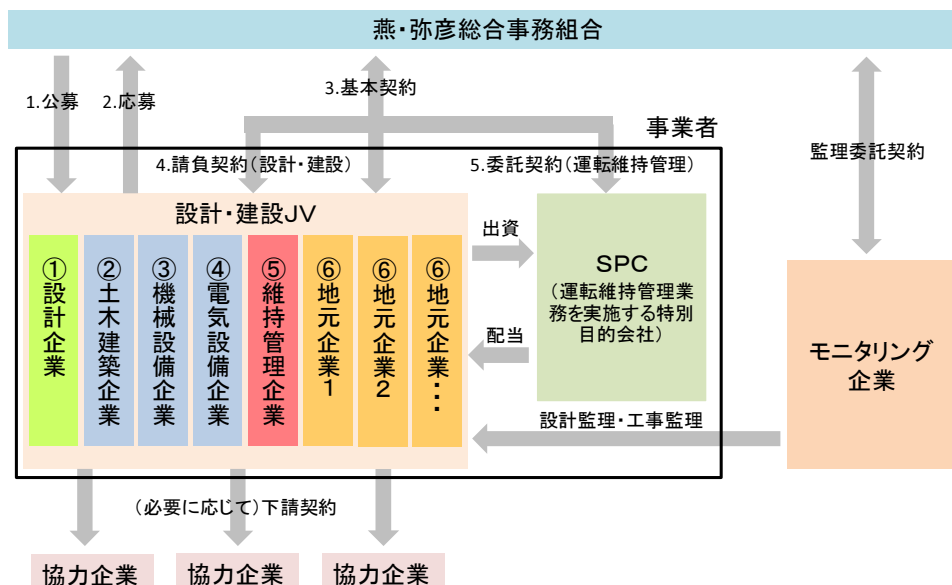 燕・弥彦総合事務組合
1.公募
2.応募
3.基本契約
事業者
監理委託契約
4.請負契約(設計・建設)
5.委託契約(運転維持管理)
設計・建設JV
①設計企業
②土木建築企業
③機械設備企業
④電気設備企業
⑤維持管理企業
⑥地元企業1
⑥地元企業2
⑥地元企業・・・
出資
配当
SPC
(運転維持管理業
務を実施する特別
目的会社)
モニタリング
企業
設計監理・工事監理
(必要に応じて)下請契約
協力企業
協力企業
協力企業